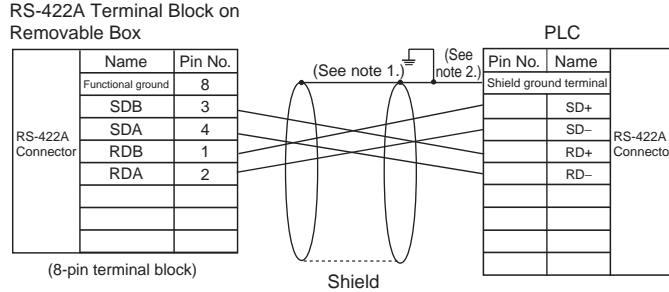 RS-422A Terminal Block on
Removable Box
PLC
Name Pin No.
Functional ground 8
SDB 3
SDA 4
RDB 1
RDA 2
RS-422A
Connector
(8-pin terminal block)
(See note 1.)
(See
note 2.)
Shield
Pin No. Name
Shield ground terminal
SD+
SD–
RD+
RD–
RS-422A
Connecto